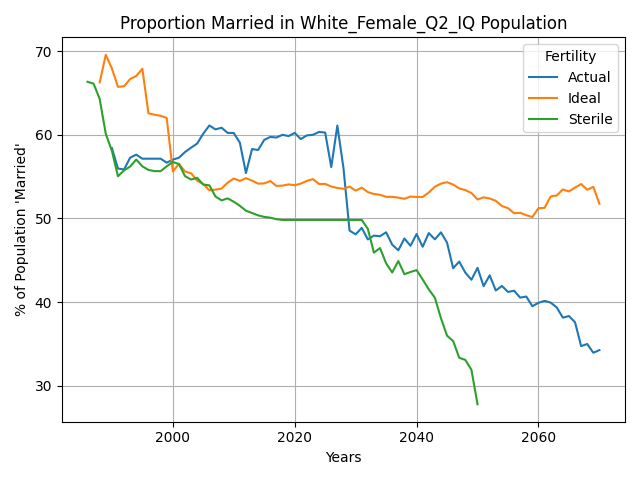 Proportion Married in White_Female_Q2_IQ Population
Fertility
Actual
Ideal
Sterile
% of Population 'Married'
70
60
50
40
30
2000
2020
2040
2060
Years